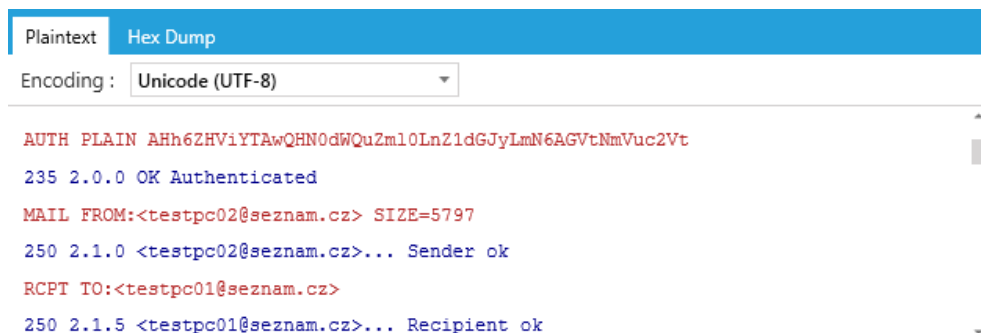 Plaintext Hex Dump
Encoding : Unicode (UTF-8)
AUTH PLAIN AHh6ZHViYTAwQHN0dWQuZml0LnZ1dGJyLmN6AGVtNmVuc2Vt
235 2.0.0 OK Authenticated
MAIL FROM:<testpc02@seznam.cz> SIZE=5797
250 2.1.0 <testpc02@seznam.cz>... Sender ok
RCPT TO:<testpc01@seznam.cz>
250 2.1.5 <testpc01@seznam.cz>... Recipient ok